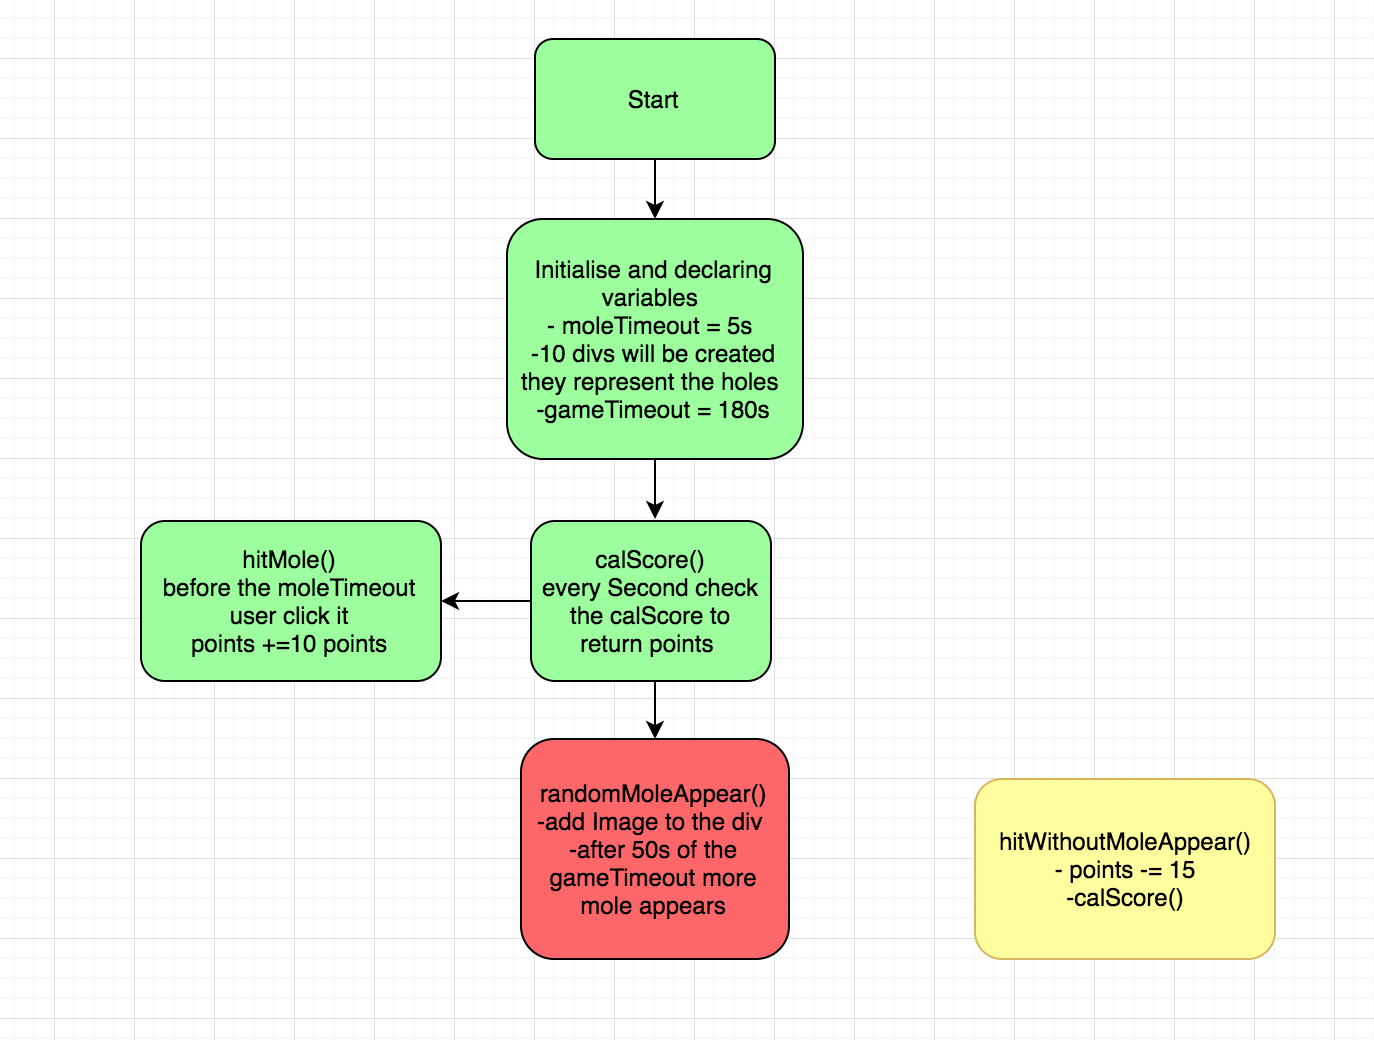 Start
Initialise and declaring
variables
- moleTimeout = 5s
-10 divs will be created
they represent the holes
-gameTimeout = 180s
hitMole()
before the moleTimeout
user click it
points +=10 points
calScore()
every Second check
the calScore to
return points
randomMoleAppear()
-add Image to the div
-after 50s of the
gameTimeout more
mole appears
hitWithoutMoleAppear()
- points -= 15
-calScore()